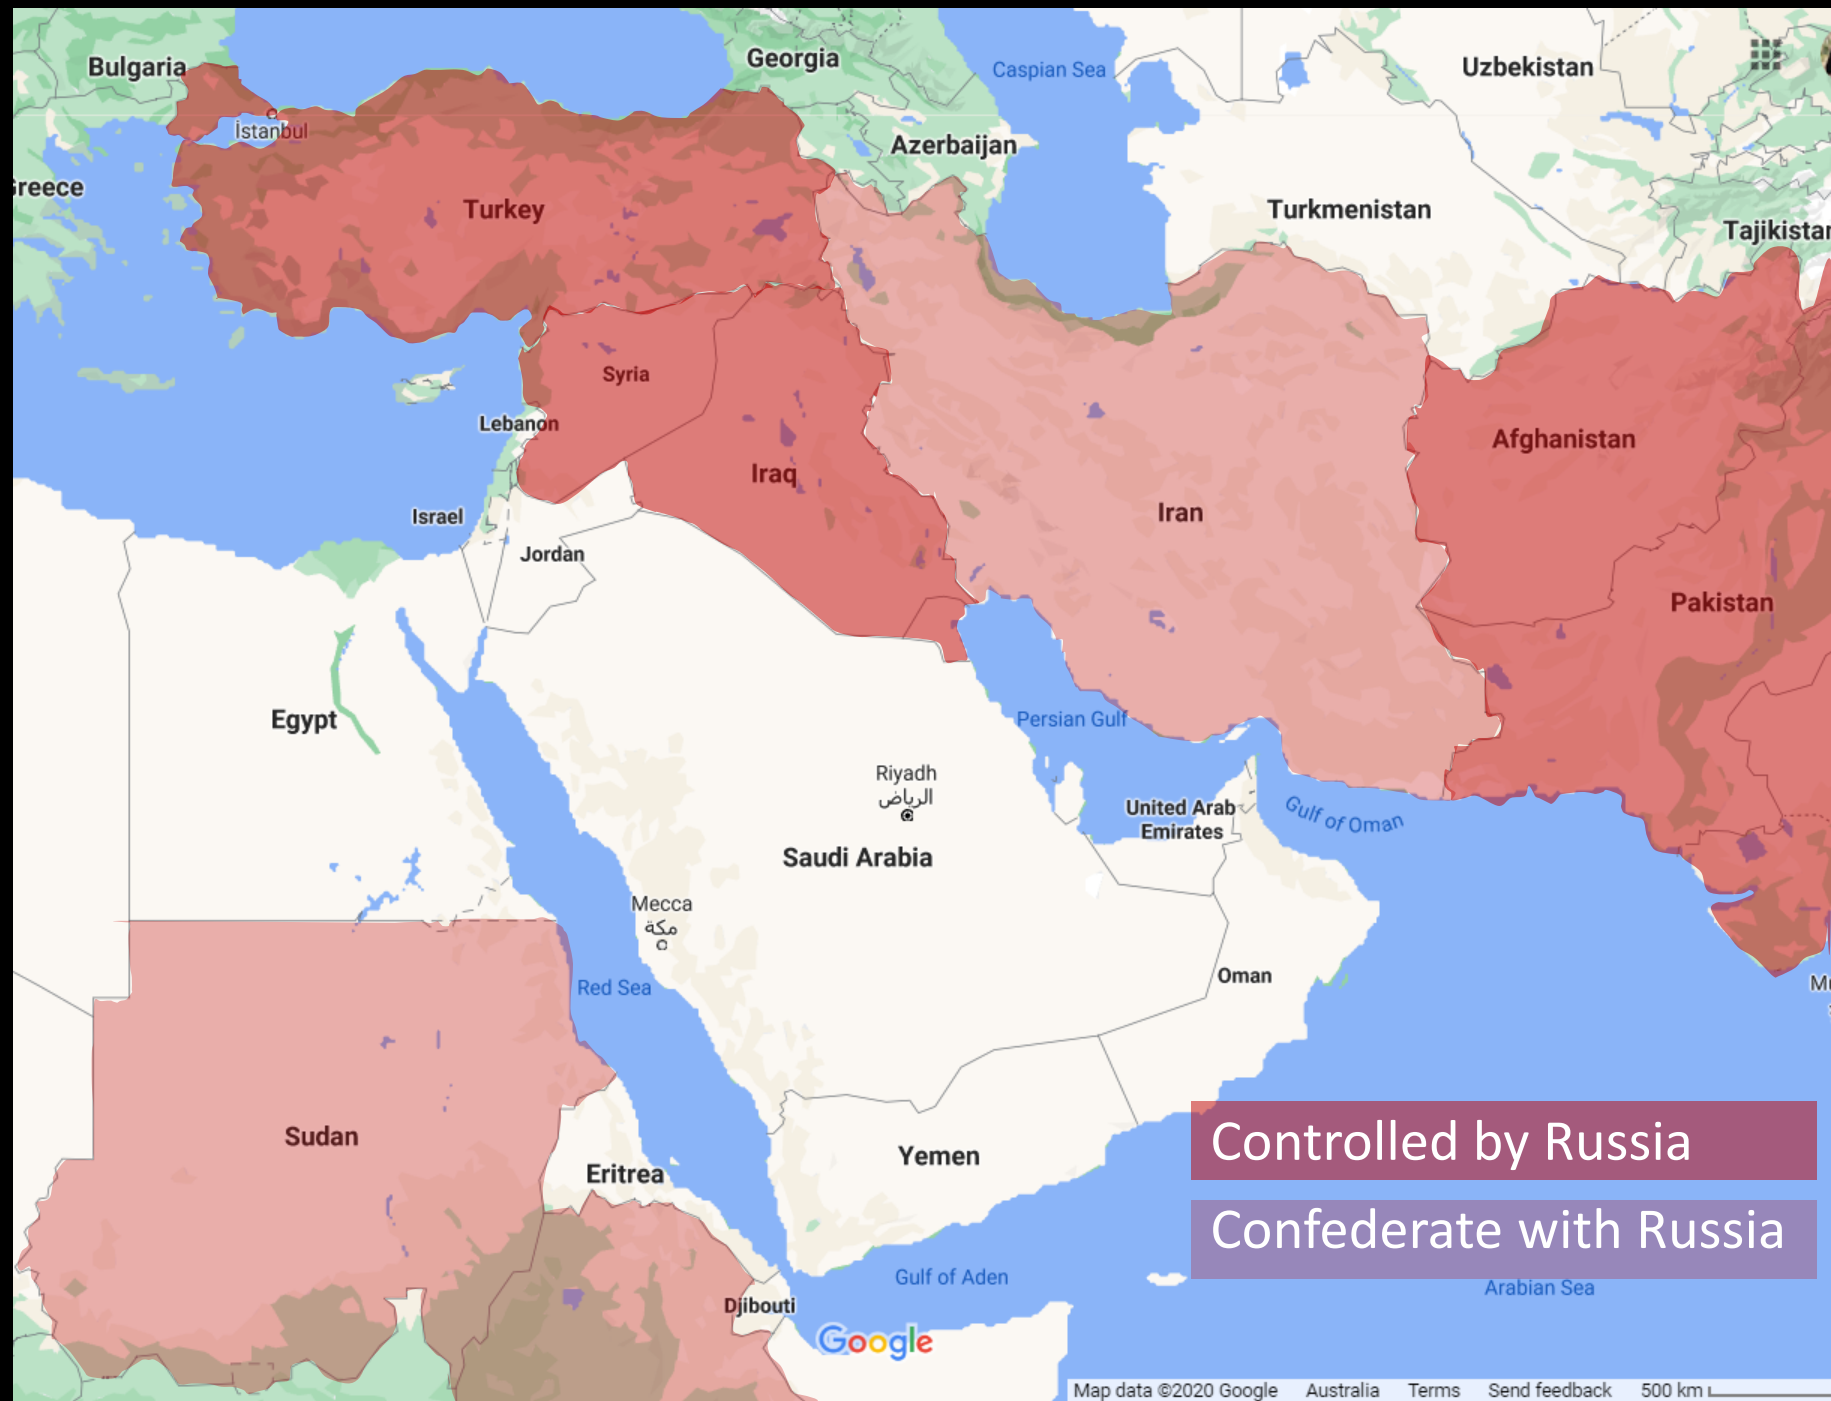 Bulgaria
Georgia
Caspian Sea
Uzbekistan
İstanbul
Azerbaijan
Greece
Turkey
Turkmenistan
Tajikistan
Syria
Lebanon
Afghanistan
Iraq
Iran
Israel
Jordan
Pakistan
Egypt
Persian Gulf
Riyadh
الرياض
United Arab
Emirates
Gulf of Oman
Saudi Arabia
Mecca
مكة
Oman
Red Sea
Sudan
Eritrea
Yemen
Controlled by Russia
Confederate with Russia
Gulf of Aden
Arabian Sea
Djibouti
Google
Map data ©2020 Google Australia Terms Send feedback 500 km